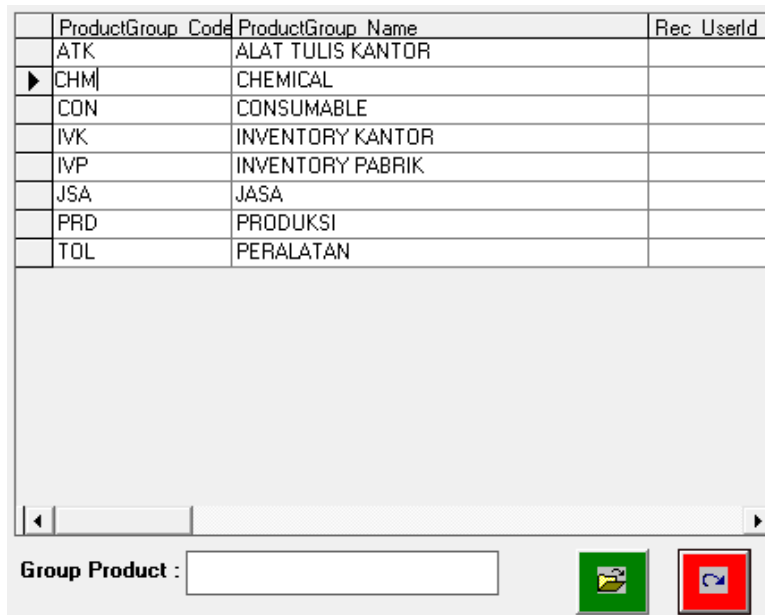 ProductGroup_Code ProductGroup_Name Rec_UserId
ATK ALAT TULIS KANTOR
CHM CHEMICAL
CON CONSUMABLE
IVK INVENTORY KANTOR
IVP INVENTORY PABRIK
JSA JASA
PRD PRODUKSI
TOL PERALATAN
Group Product :